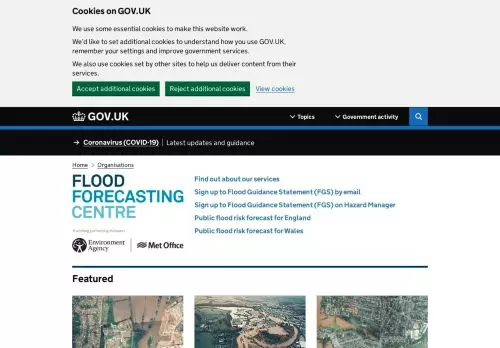 Cookies on GOV.UK
We use some essential cookies to make this website work.
We'd like to set additional cookies to understand how you use GOV.UK,
remember your settings and improve government services.
We also use cookies set by other sites to help us deliver content from their
services.
Accept additional cookies Reject additional cookies View cookies
GOV.UK Topics Government activity
→ Coronavirus (COVID-19) Latest updates and guidance
Home > Organisations
FLOOD
FORECASTING
CENTRE
a working partnership between
Environment
Agency
Met Office
Find out about our services
Sign up to Flood Guidance Statement (FGS) by email
Sign up to Flood Guidance Statement (FGS) on Hazard Manager
Public flood risk forecast for England
Public flood risk forecast for Wales
Featured